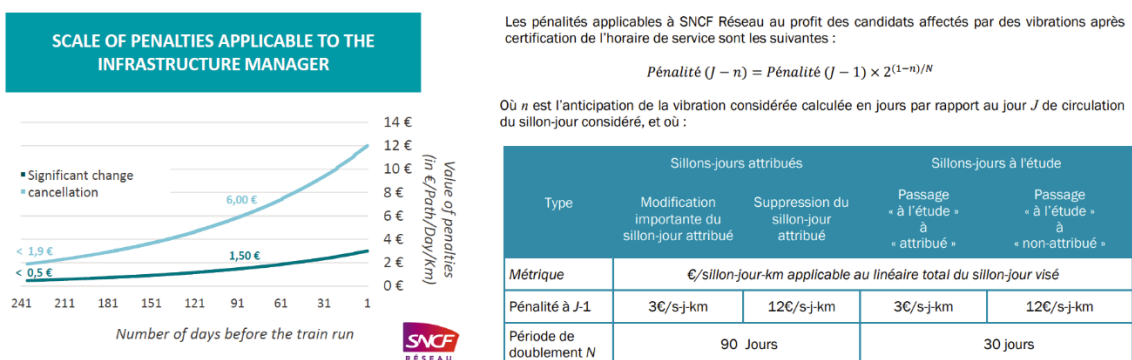 SCALE OF PENALTIES APPLICABLE TO THE
INFRASTRUCTURE MANAGER
14 €
12 €
10 €
8 €
6 €
4 €
2 €
0 €
Significant change
cancellation
6,00 €
< 1,9 €
1,50 €
< 0,5 €
Value of penalties
(in €/Path/Day/Km)
241 211 181 151 121 91 61 31 1
Number of days before the train run
SNCF
RÉSEAU
Les pénalités applicables à SNCF Réseau au profit des candidats affectés par des vibrations après
certification de l'horaire de service sont les suivantes :
Pénalité (J − n) = Pénalité (J − 1) × 2^(1−n)/N
Où n est l'anticipation de la vibration considérée calculée en jours par rapport au jour J de circulation
du sillon-jour considéré, et où :
Type
Sillons-jours attribués
Sillons-jours à l'étude
Modification
importante du
sillon-jour attribué
Suppression du
sillon-jour
attribué
Passage
« à l'étude »
à
« attribué »
Passage
« à l'étude »
à
« non-attribué »
Métrique
€/sillon-jour-km applicable au linéaire total du sillon-jour visé
Pénalité à J-1
3€/s-j-km
12€/s-j-km
3€/s-j-km
12€/s-j-km
Période de
doublement N
90 Jours
30 jours